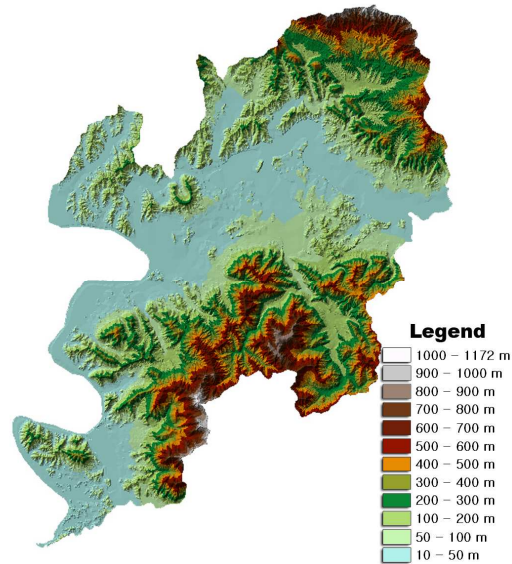 Legend
1000 - 1172 m
900 - 1000 m
800 - 900 m
700 - 800 m
600 - 700 m
500 - 600 m
400 - 500 m
300 - 400 m
200 - 300 m
100 - 200 m
50 - 100 m
10 - 50 m